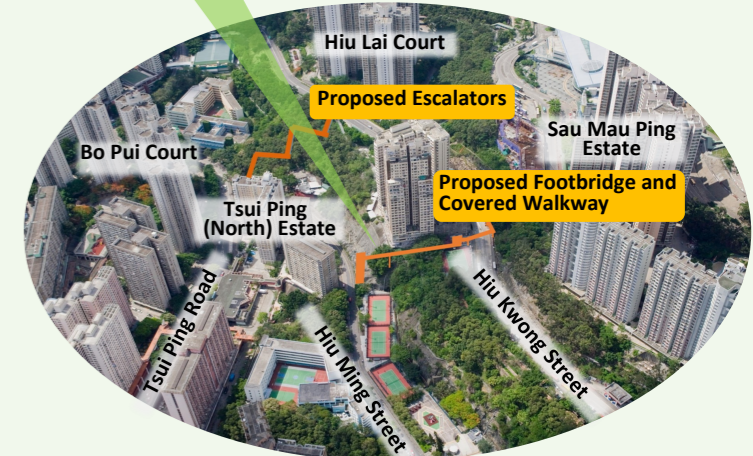 Hiu Lai Court
Proposed Escalators
Sau Mau Ping
Estate
Bo Pui Court
Proposed Footbridge and
Covered Walkway
Tsui Ping
(North) Estate
Tsui Ping Road
Hiu Ming Street
Hiu Kwong Street